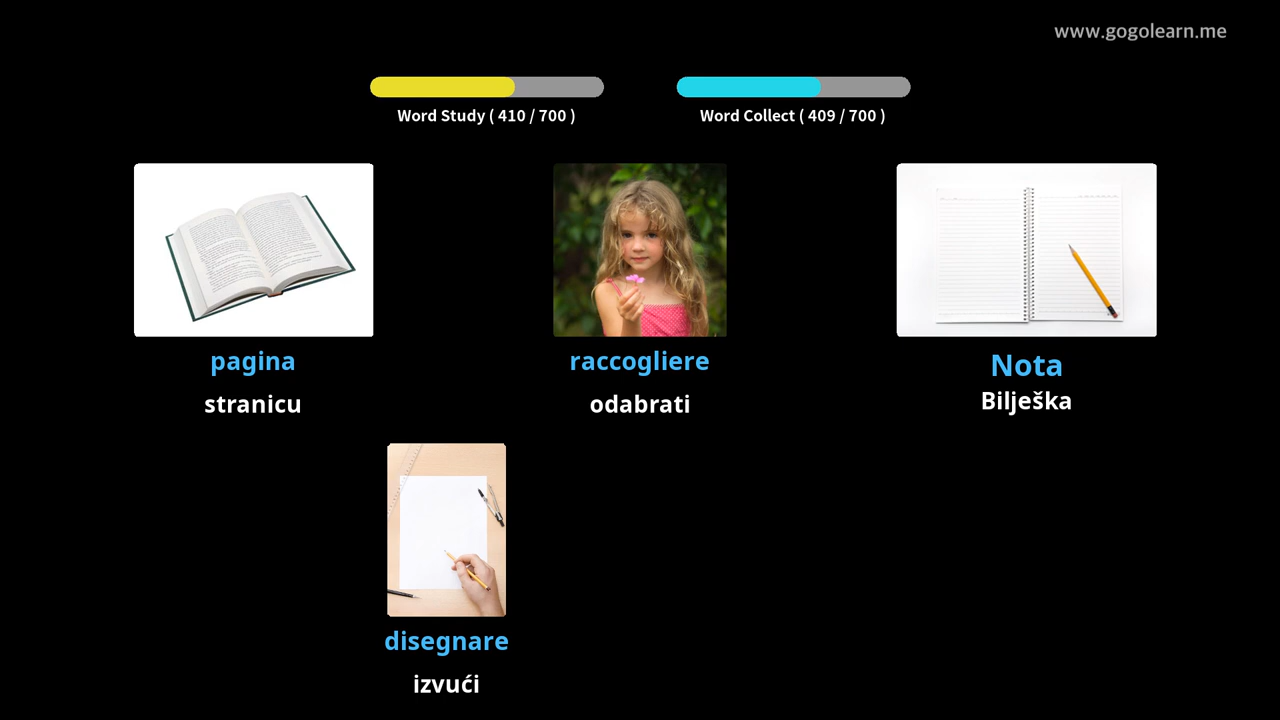 www.gogolearn.me
Word Study ( 410 / 700 )
Word Collect ( 409 / 700 )
pagina
stranicu
raccogliere
odabrati
Nota
Bilješka
disegnare
izvući